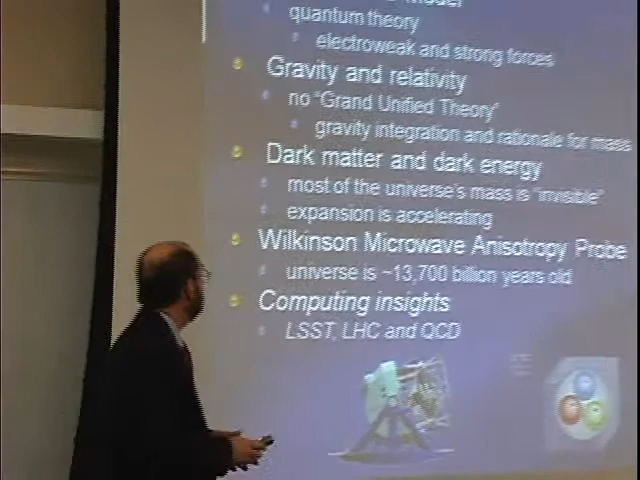 quantum theory
electroweak and strong forces
Gravity and relativity
no "Grand Unified Theory"
gravity integration and rationale for mass
Dark matter and dark energy
most of the universe's mass is "invisible"
expansion is accelerating
Wilkinson Microwave Anisotropy Probe
universe is ~13,700 billion years old
Computing insights
LSST, LHC and QCD